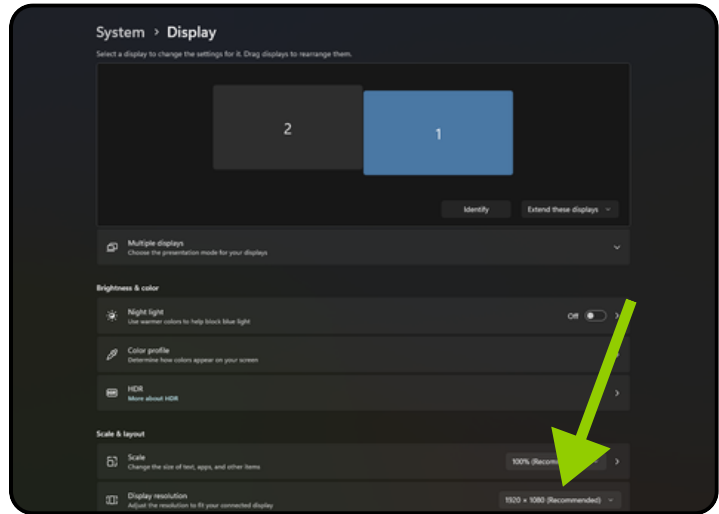 System > Display
Select a display to change the settings for it. Drag displays to rearrange them.
2
1
Identify
Extend these displays
Multiple displays
Choose the presentation mode for your displays
Brightness & color
Night light
Use warmer colors to help block blue light
Off
Color profile
Determine how colors appear on your screen
HDR
HDR
More about HDR
Scale & layout
Scale
Change the size of text, apps, and other items
100%
Display resolution
Adjust the resolution to fit your connected display
1920 × 1080 (Recommended)